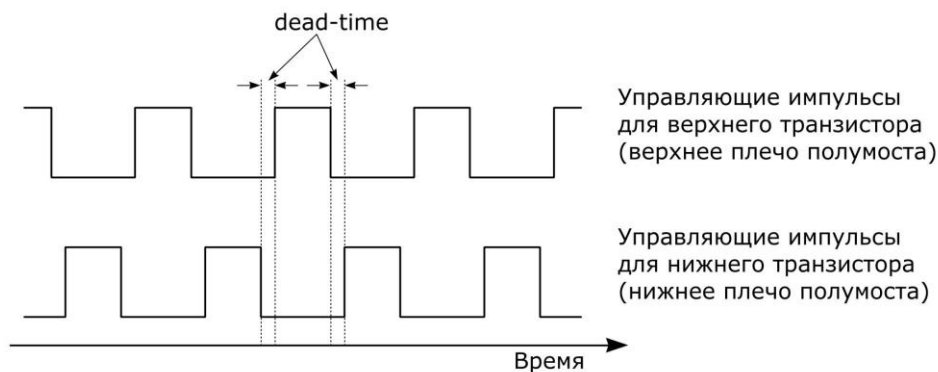 dead-time
Управляющие импульсы
для верхнего транзистора
(верхнее плечо полумоста)
Управляющие импульсы
для нижнего транзистора
(нижнее плечо полумоста)
Время